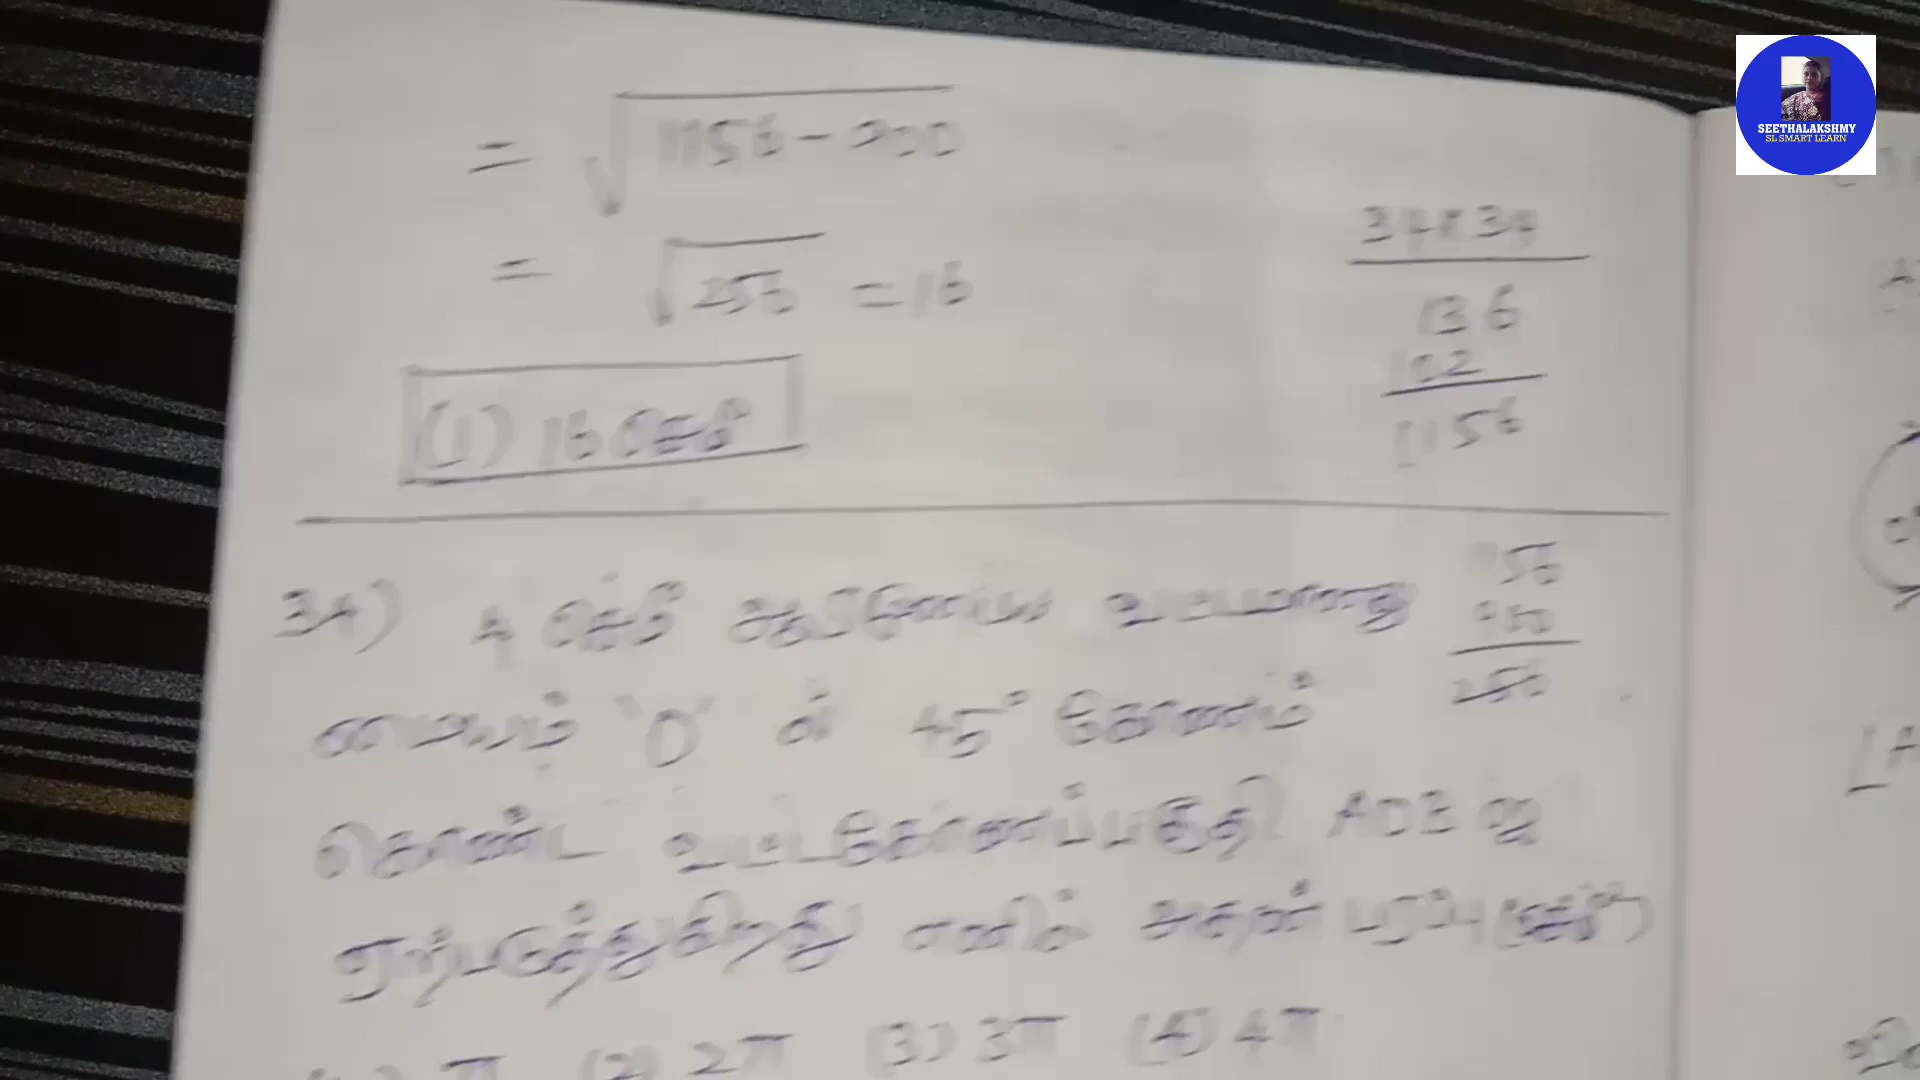 = √1156 - 900
= √256 = 16
(1) 16 செமீ
34 x 34
136
102
1156
1156
900
256
34) 4 செமீ ஆரமுடைய வட்டமானது
மையம் 'O' ல் 45° கோணம்
கொண்ட வட்டகோணப்பகுதி AOB ஐ
ஏற்படுத்துகிறது எனில் அதன் பரப்பு (செமீ²)
π (2) 2π (3) 3π (4) 4π
SEETHALAKSHMY
SL SMART LEARN